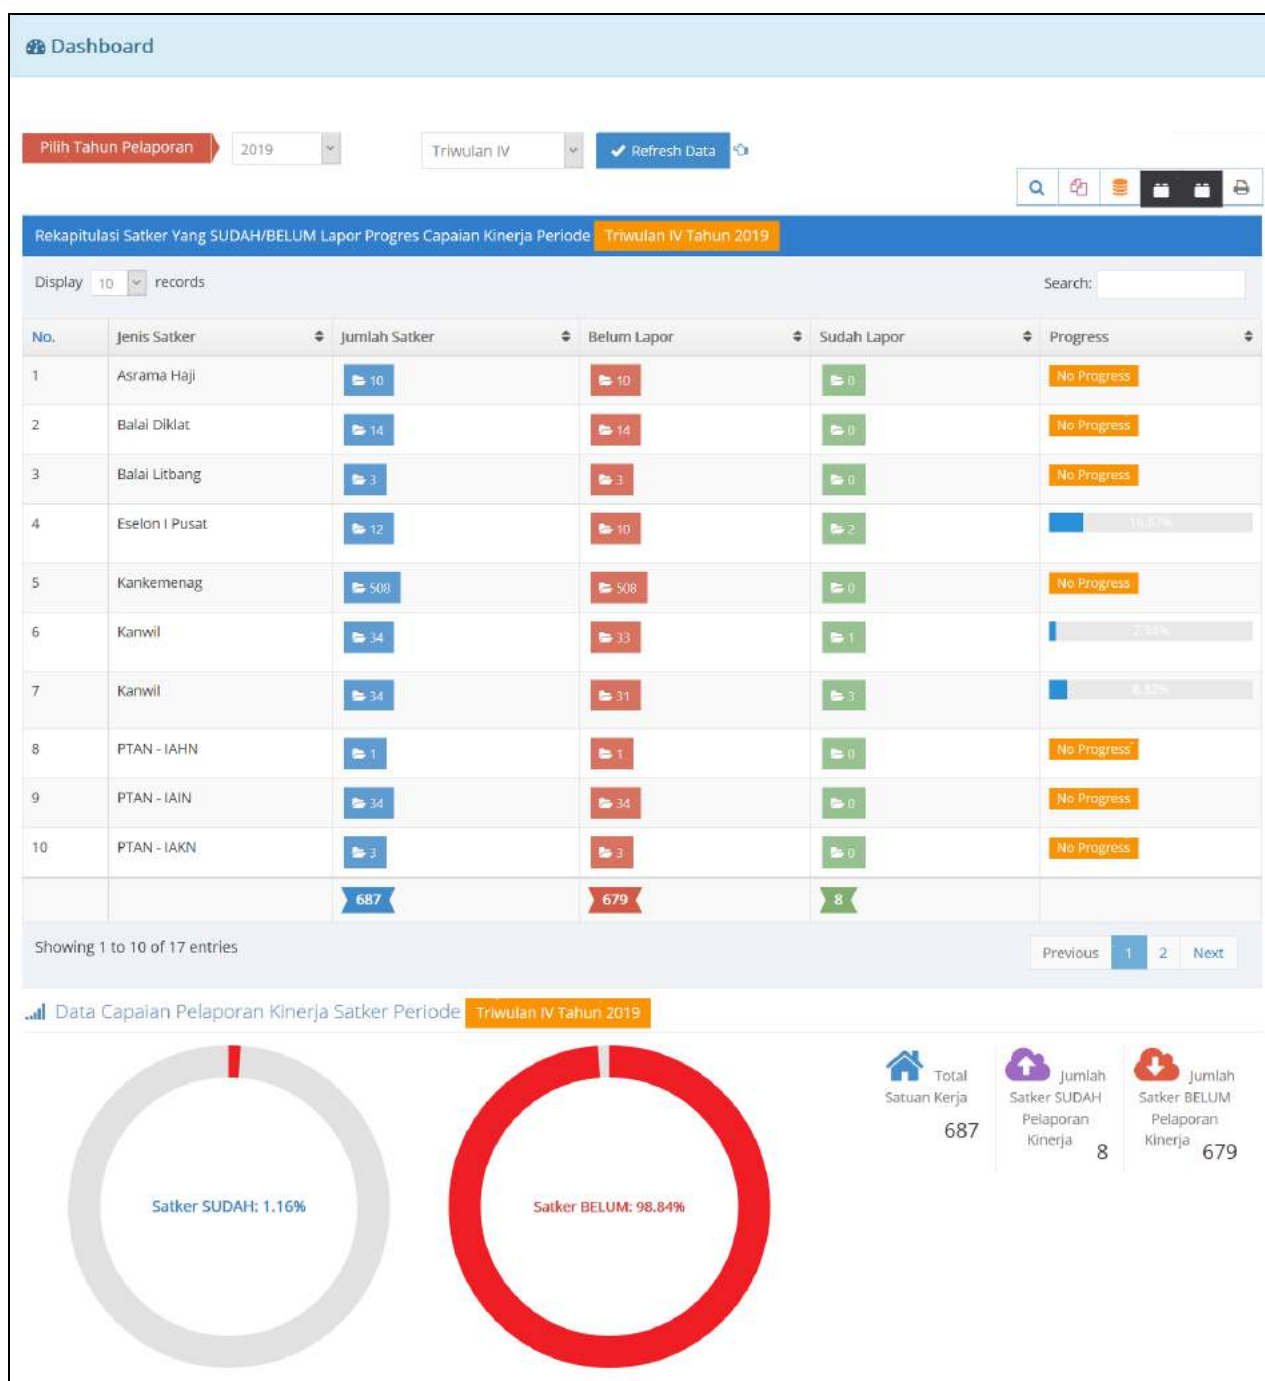 Dashboard
Pilih Tahun Pelaporan 2019 Triwulan IV Refresh Data
Rekapitulasi Satker Yang SUDAH/BELUM Lapor Progres Capaian Kinerja Periode Triwulan IV Tahun 2019
Display 10 records Search:
No. Jenis Satker Jumlah Satker Belum Lapor Sudah Lapor Progress
1 Asrama Haji 10 10 0 No Progress
2 Balai Diklat 14 14 0 No Progress
3 Balai Litbang 3 3 0 No Progress
4 Eselon I Pusat 12 10 2 16.67%
5 Kankemenag 508 508 0 No Progress
6 Kanwil 34 33 1 2.94%
7 Kanwil 34 31 3 8.82%
8 PTAN - IAHN 1 1 0 No Progress
9 PTAN - IAIN 34 34 0 No Progress
10 PTAN - IAKN 3 3 0 No Progress
687 679 8
Showing 1 to 10 of 17 entries Previous 1 2 Next
Data Capaian Pelaporan Kinerja Satker Periode Triwulan IV Tahun 2019
Satker SUDAH: 1.16%
Satker BELUM: 98.84%
Total
Satuan Kerja
687
Jumlah
Satker SUDAH
Pelaporan
Kinerja 8
Jumlah
Satker BELUM
Pelaporan
Kinerja 679